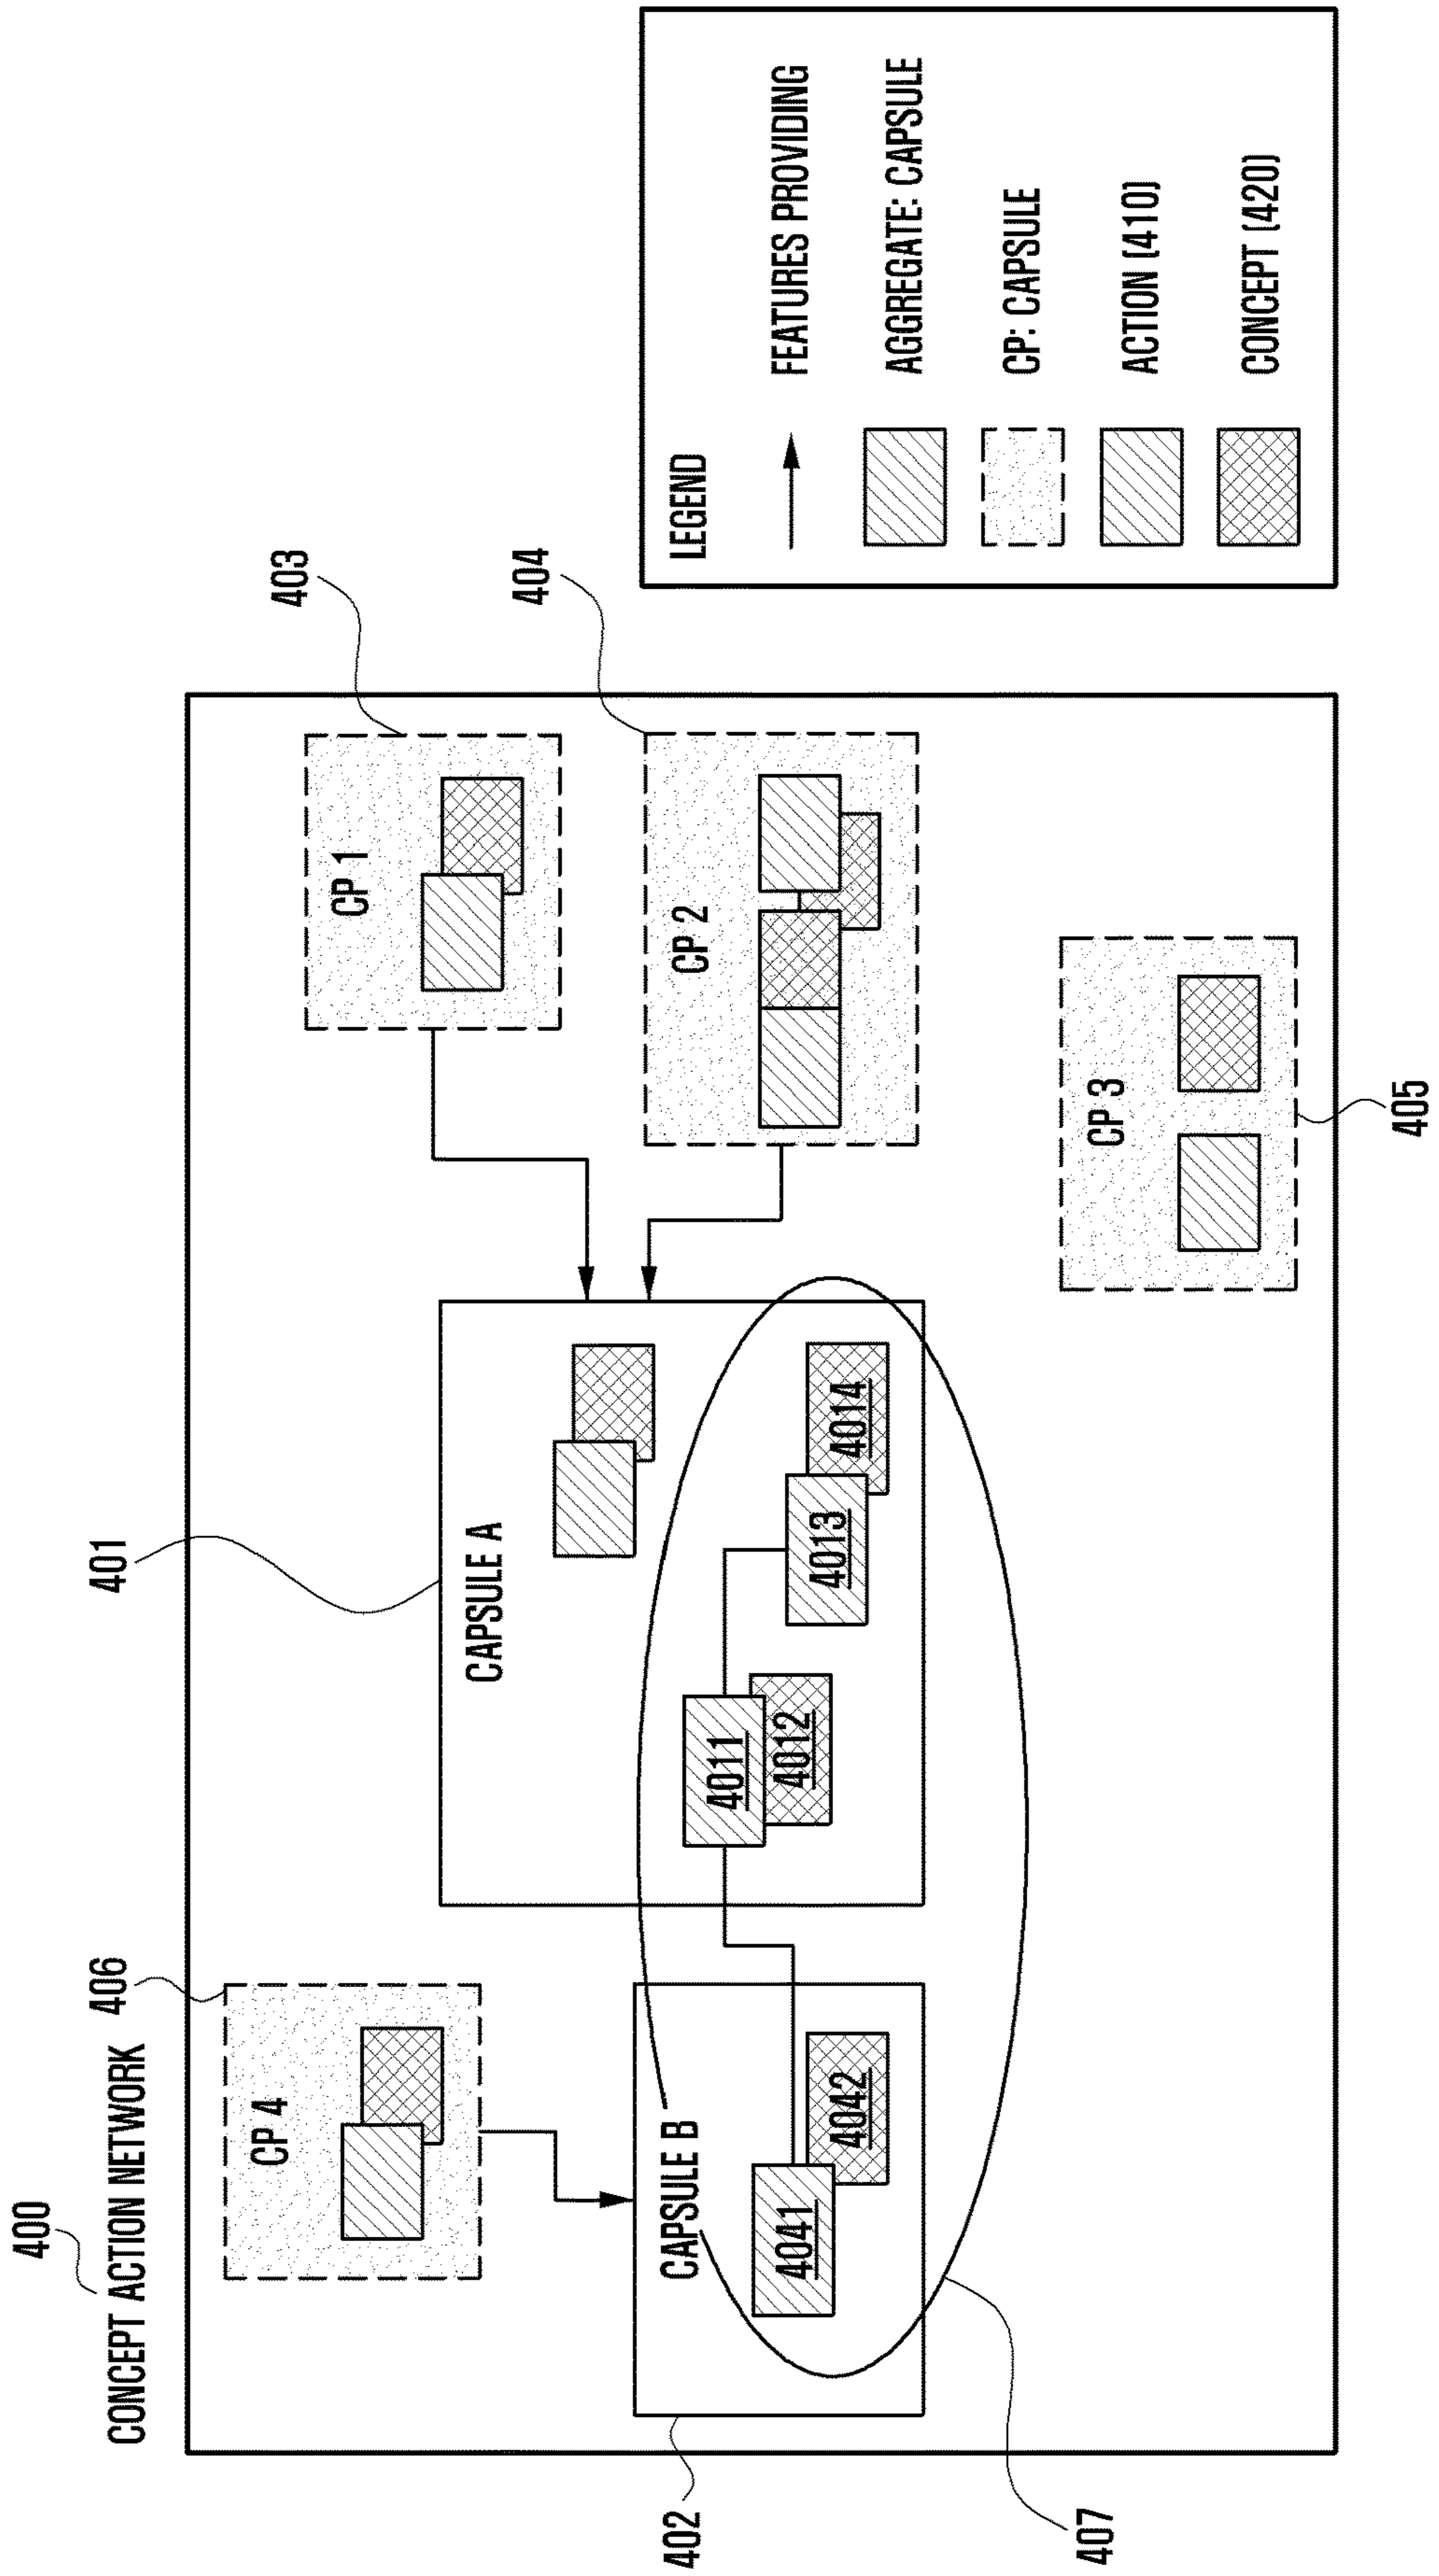 400
CONCEPT ACTION NETWORK
406
401
403
404
CP 4
CP 1
CAPSULE A
CP 2
CAPSULE B
4041
4042
4011
4012
4013
4014
CP 3
402
407
405
LEGEND
FEATURES PROVIDING
AGGREGATE: CAPSULE
CP: CAPSULE
ACTION (410)
CONCEPT (420)